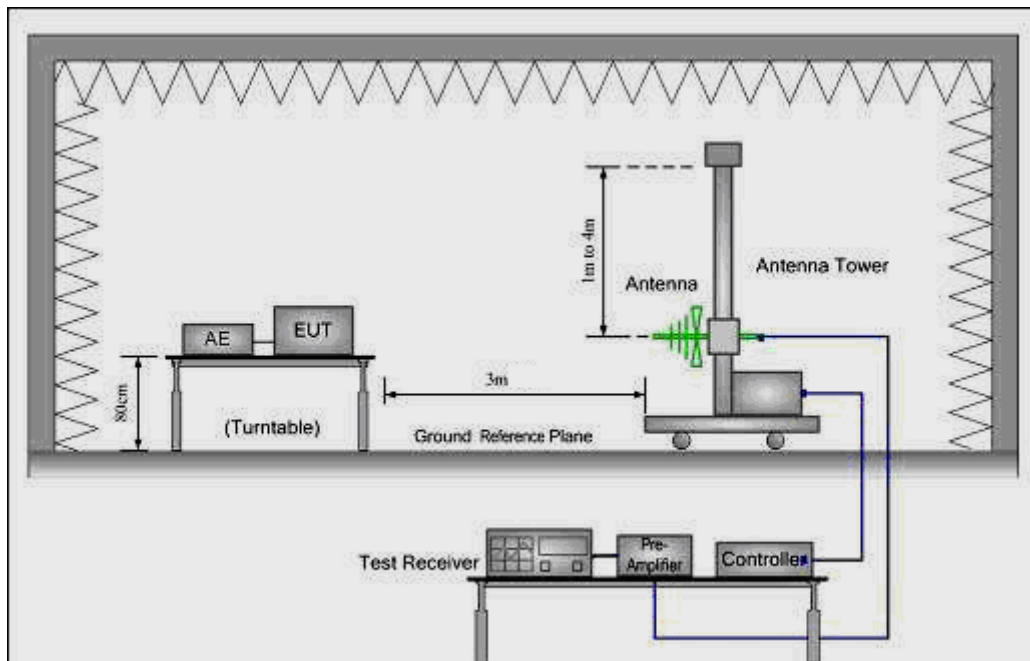 1m to 4m
Antenna
Antenna Tower
AE
EUT
80cm
3m
(Turntable)
Ground Reference Plane
Test Receiver
Pre-
Amplifier
Controller